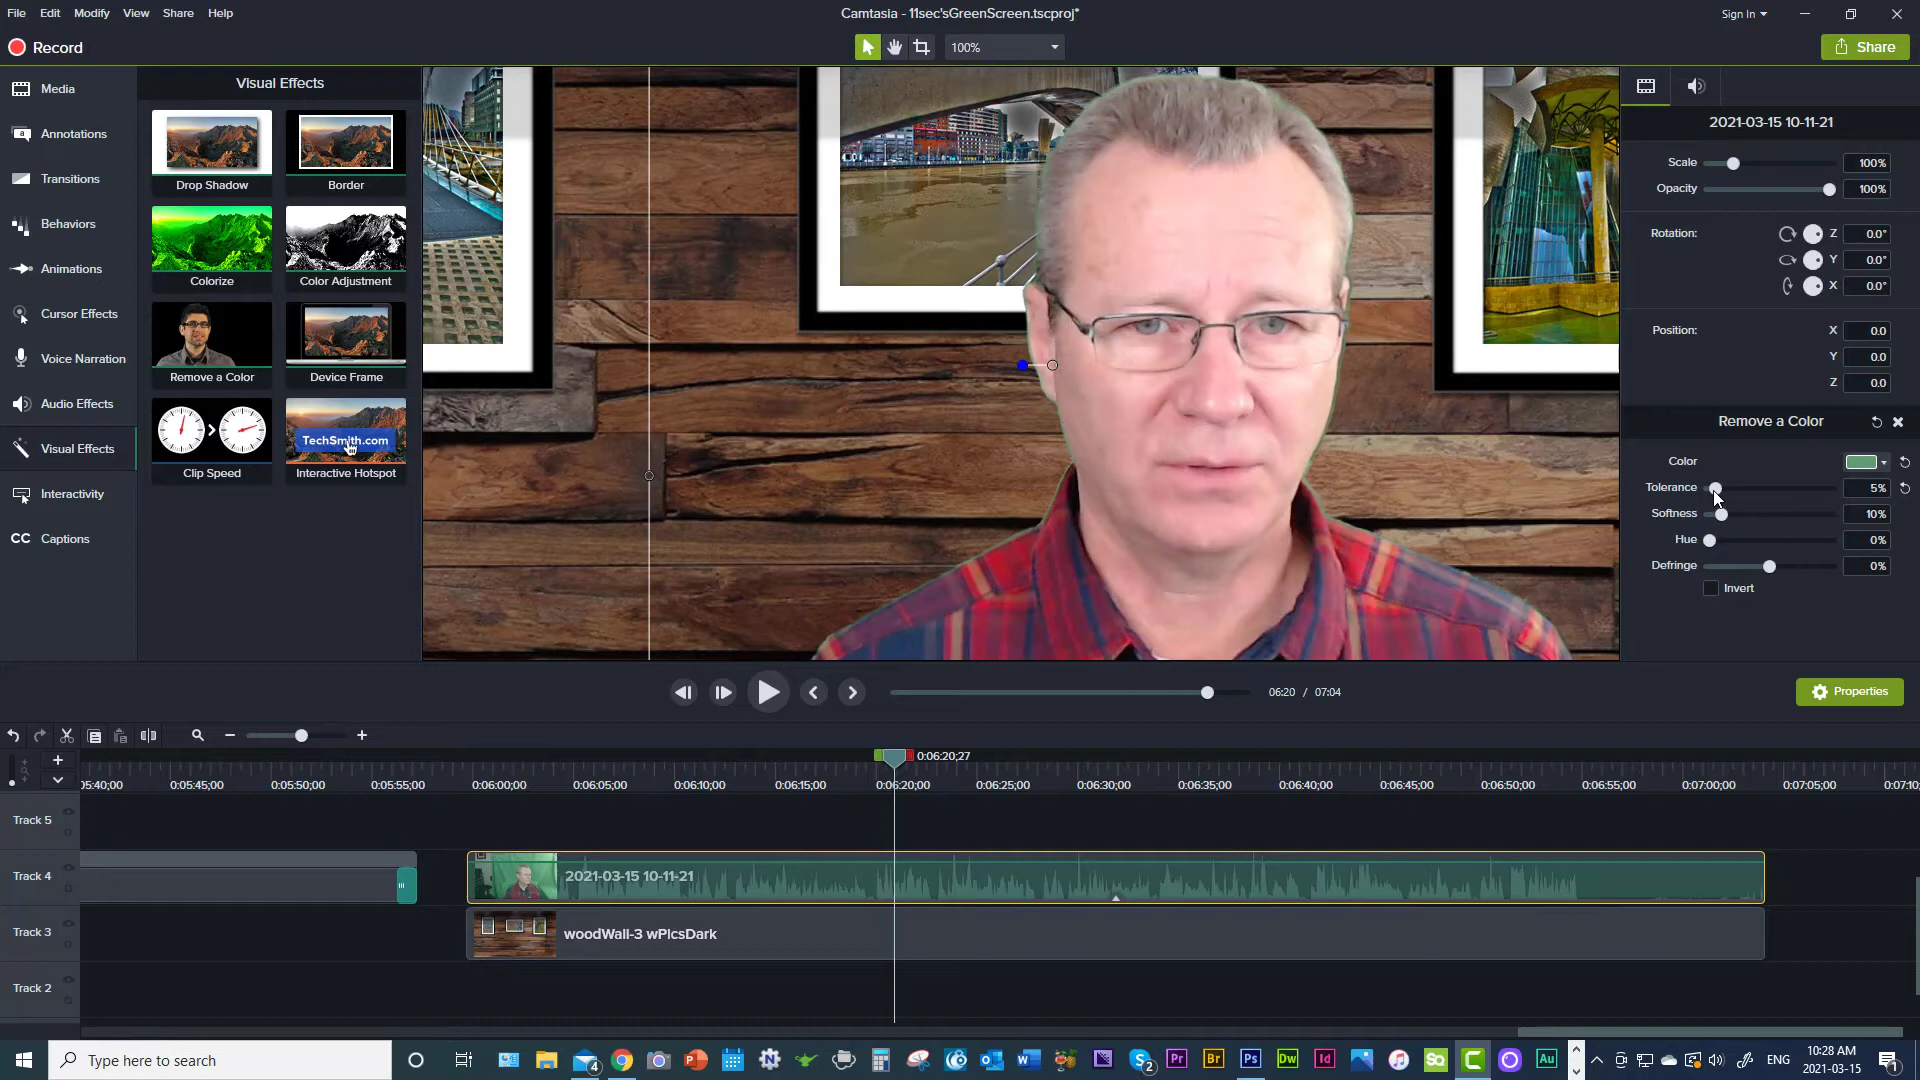 File Edit Modify View Share Help
Camtasia - 11sec'sGreenScreen.tscproj*
Sign In
Record
100%
Share
Media
Annotations
Transitions
Behaviors
Animations
Cursor Effects
Voice Narration
Audio Effects
Visual Effects
Interactivity
CC Captions
Visual Effects
Drop Shadow
Border
Colorize
Color Adjustment
Remove a Color
Device Frame
TechSmith.com
Clip Speed
Interactive Hotspot
2021-03-15 10-11-21
Scale 100%
Opacity 100%
Rotation: Z 0.0°
Y 0.0°
X 0.0°
Position: X 0.0
Y 0.0
Z 0.0
Remove a Color
Color
Tolerance 5%
Softness 10%
Hue 0%
Defringe 0%
Invert
06:20 / 07:04
Properties
0:06:20;27
0:05:45;00 0:05:50;00 0:05:55;00 0:06:00;00 0:06:05;00 0:06:10;00 0:06:15;00 0:06:20;00 0:06:25;00 0:06:30;00 0:06:35;00 0:06:40;00 0:06:45;00 0:06:50;00 0:06:55;00 0:07:00;00 0:07:05;00
Track 5
Track 4
2021-03-15 10-11-21
Track 3
woodWall-3 wPicsDark
Track 2
Type here to search
4
2
Pr Br Ps Dw Id Au
ENG
10:28 AM
2021-03-15
1